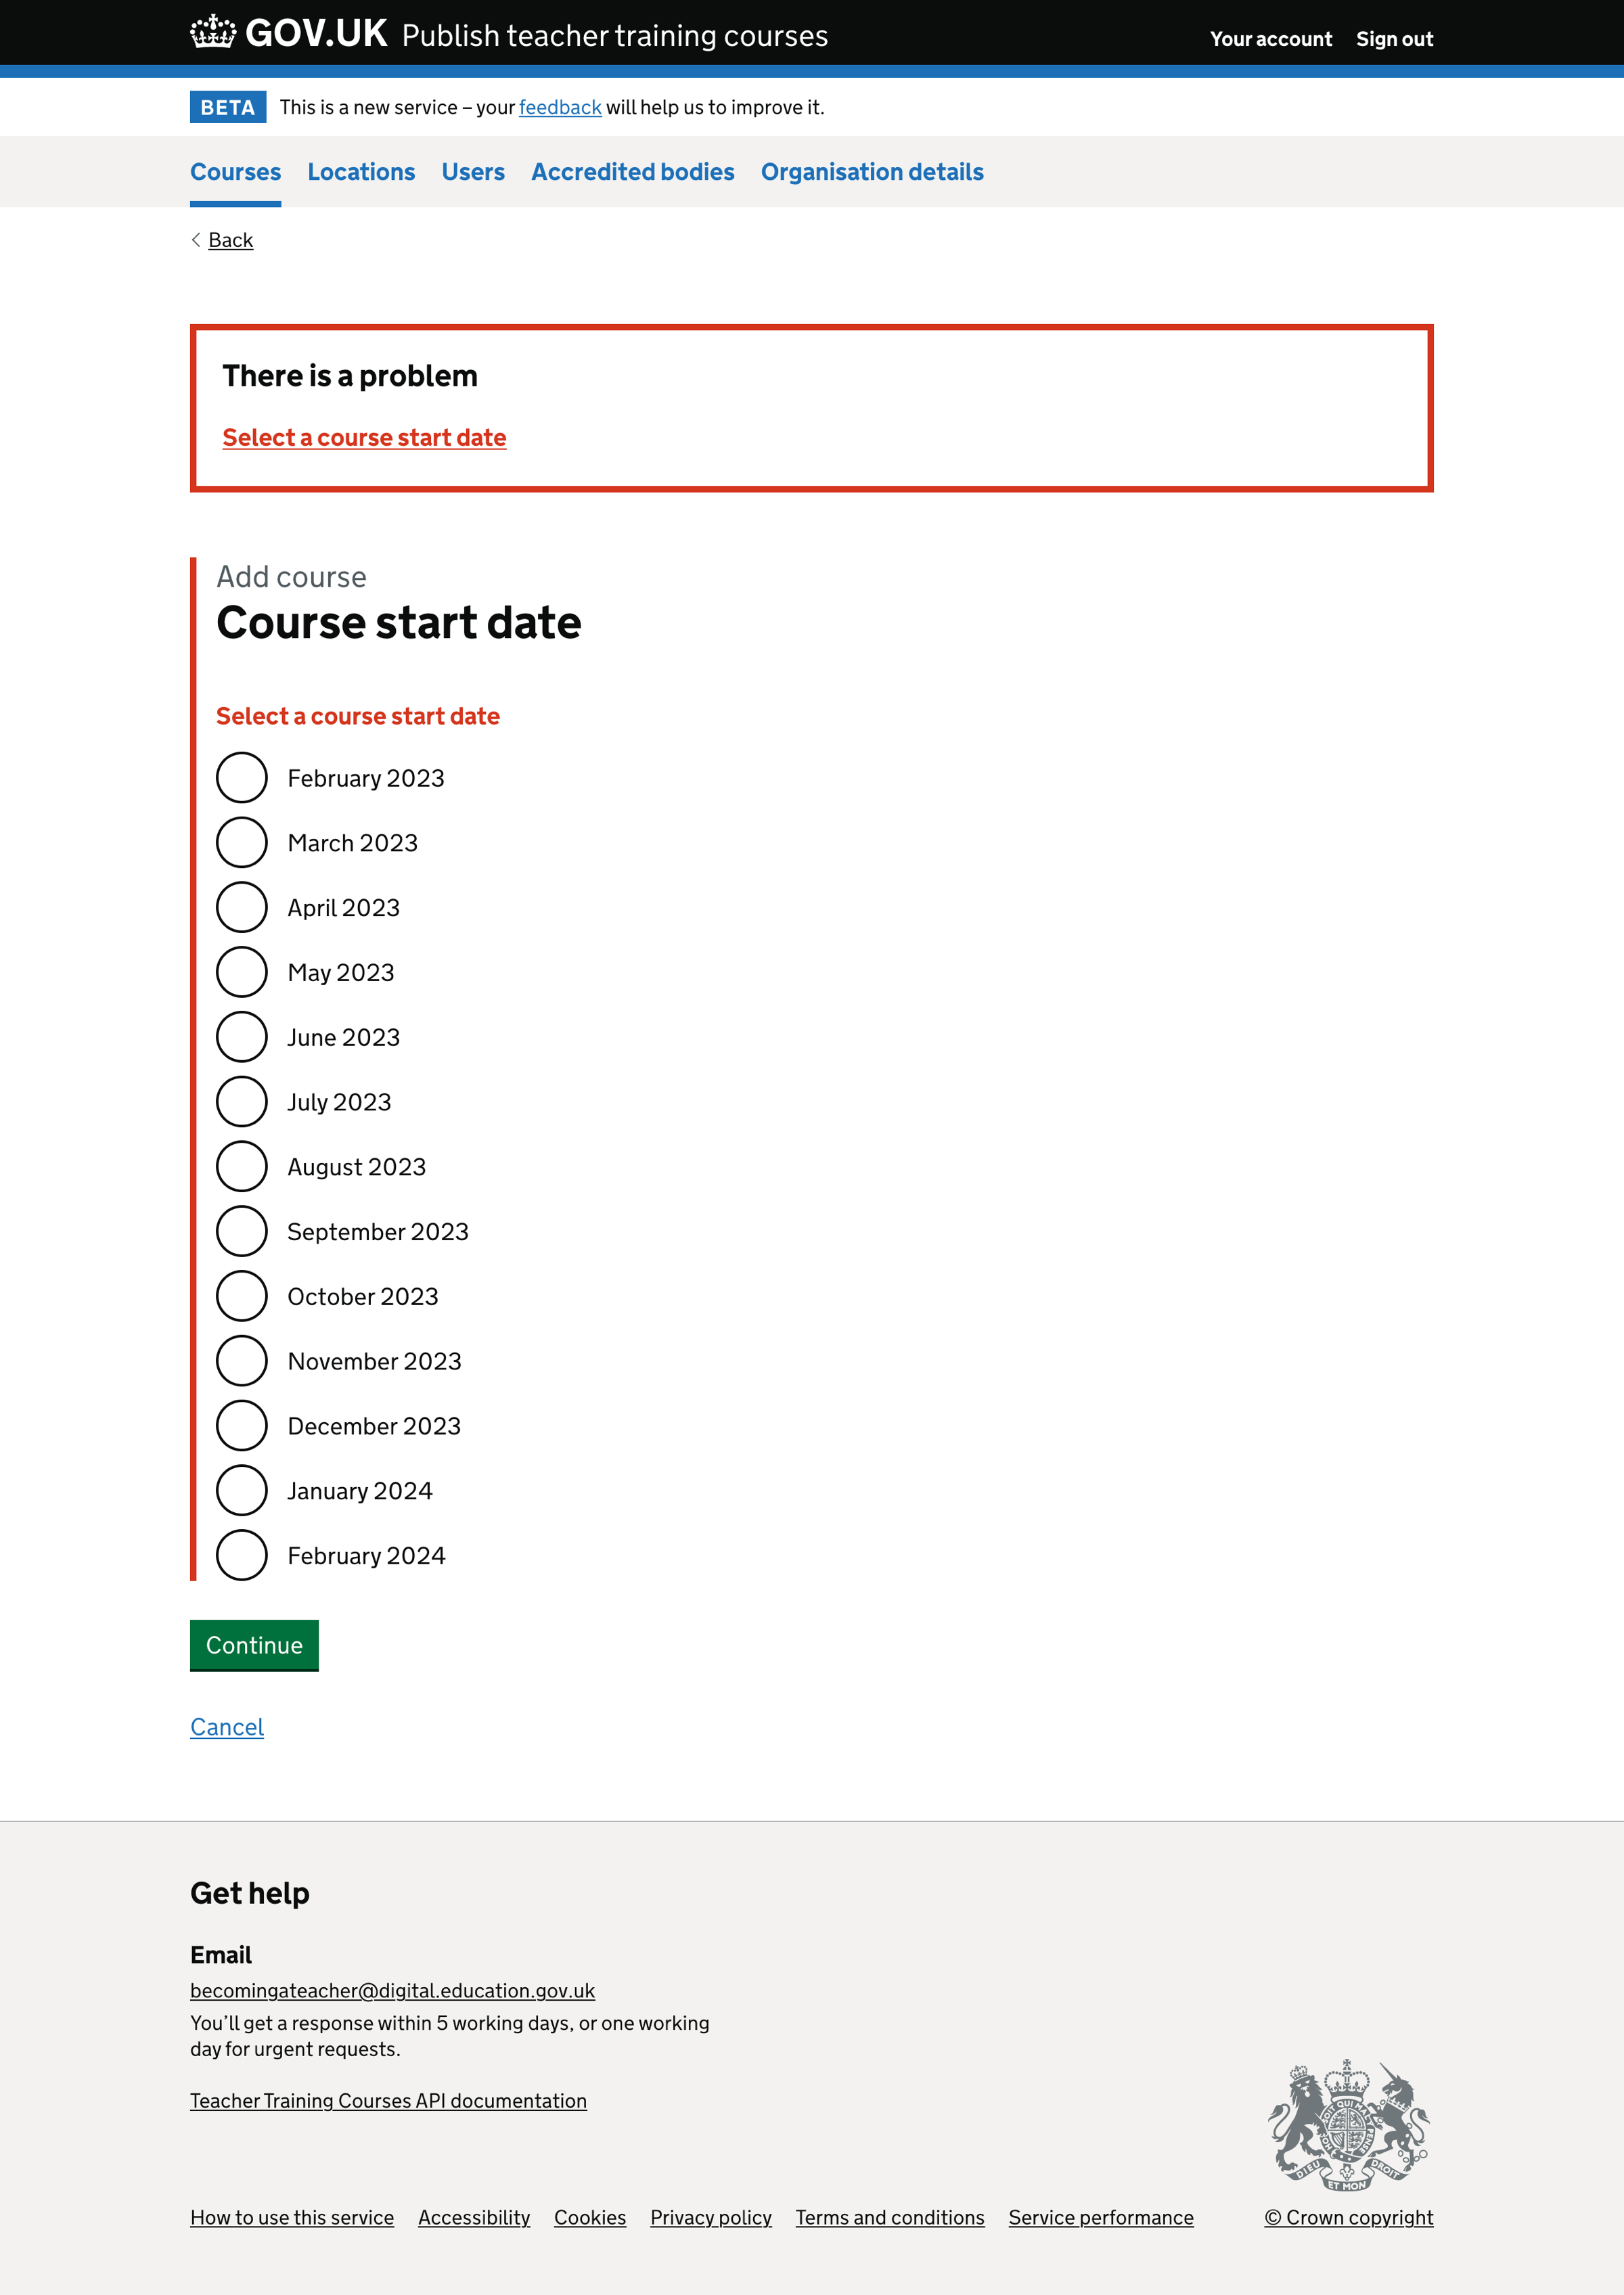 GOV.UK Publish teacher training courses Your account Sign out
BETA This is a new service – your feedback will help us to improve it.
Courses Locations Users Accredited bodies Organisation details
Back
There is a problem
Select a course start date
Add course
Course start date
Select a course start date
February 2023
March 2023
April 2023
May 2023
June 2023
July 2023
August 2023
September 2023
October 2023
November 2023
December 2023
January 2024
February 2024
Continue
Cancel
Get help
Email
becomingateacher@digital.education.gov.uk
You’ll get a response within 5 working days, or one working
day for urgent requests.
Teacher Training Courses API documentation
DIEU ET MON DROIT
How to use this service Accessibility Cookies Privacy policy Terms and conditions Service performance © Crown copyright